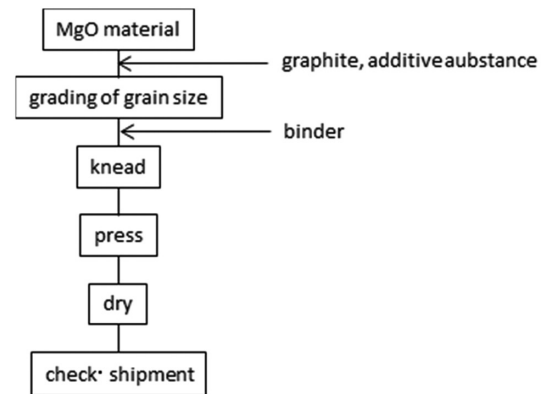 MgO material
graphite, additive aubstance
grading of grain size
binder
knead
press
dry
check· shipment